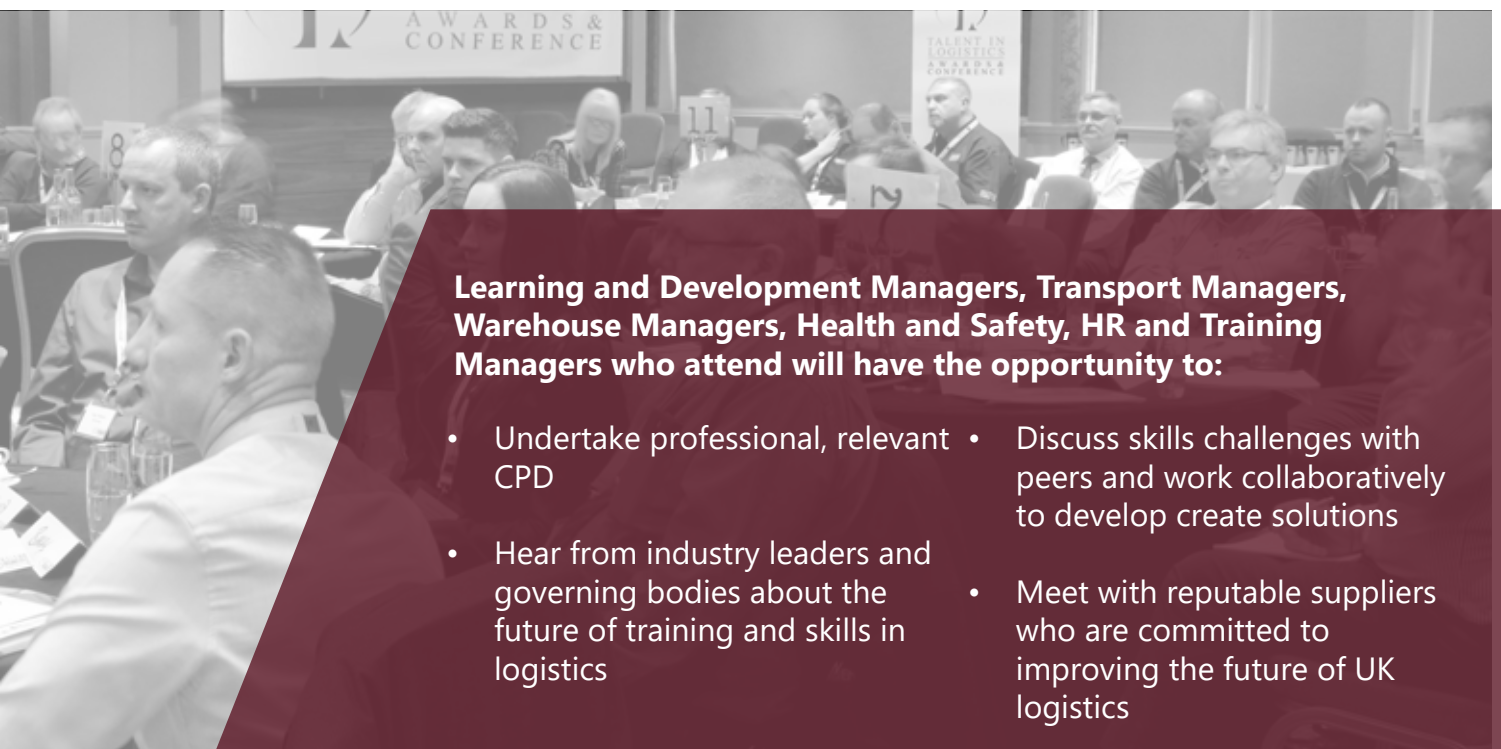 AWARDS &
CONFERENCE
TALENT IN
LOGISTICS
AWARDS &
CONFERENCE
8
11
7
Learning and Development Managers, Transport Managers,
Warehouse Managers, Health and Safety, HR and Training
Managers who attend will have the opportunity to:
• Undertake professional, relevant
CPD
• Hear from industry leaders and
governing bodies about the
future of training and skills in
logistics
• Discuss skills challenges with
peers and work collaboratively
to develop create solutions
• Meet with reputable suppliers
who are committed to
improving the future of UK
logistics